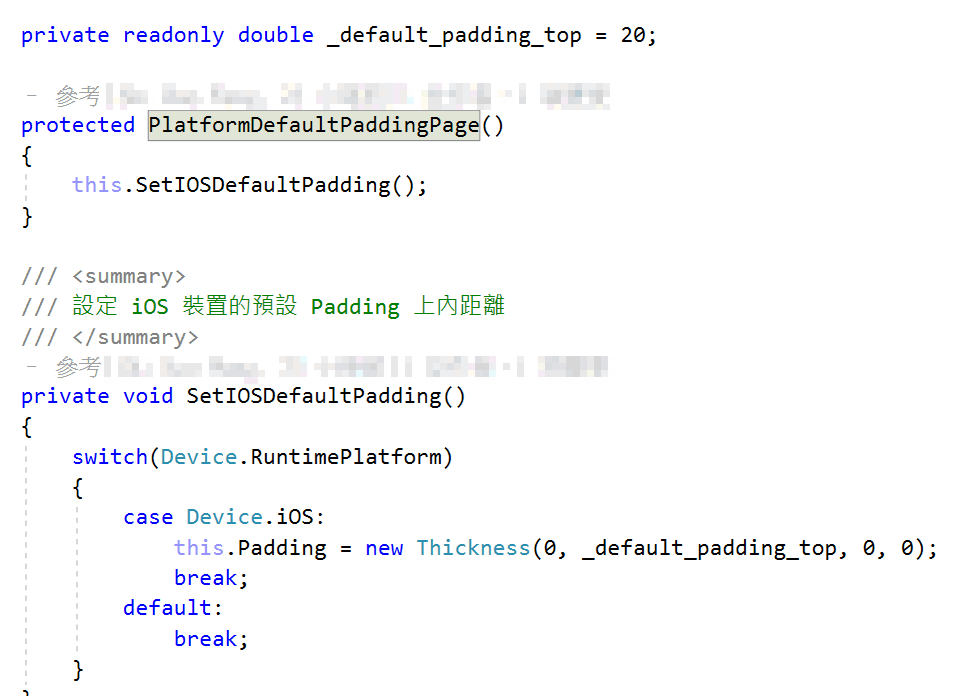 private readonly double _default_padding_top = 20;
- 參考
protected PlatformDefaultPaddingPage()
{
this.SetIOSDefaultPadding();
}
/// <summary>
/// 設定 iOS 裝置的預設 Padding 上內距離
/// </summary>
- 參考
private void SetIOSDefaultPadding()
{
switch(Device.RuntimePlatform)
{
case Device.iOS:
this.Padding = new Thickness(0, _default_padding_top, 0, 0);
break;
default:
break;
}